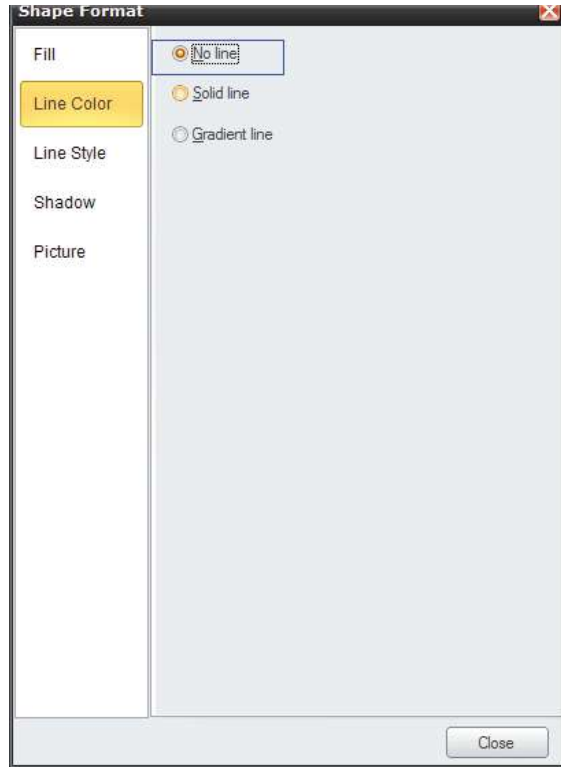 Shape Format
Fill
Line Color
Line Style
Shadow
Picture
No line
Solid line
Gradient line
Close